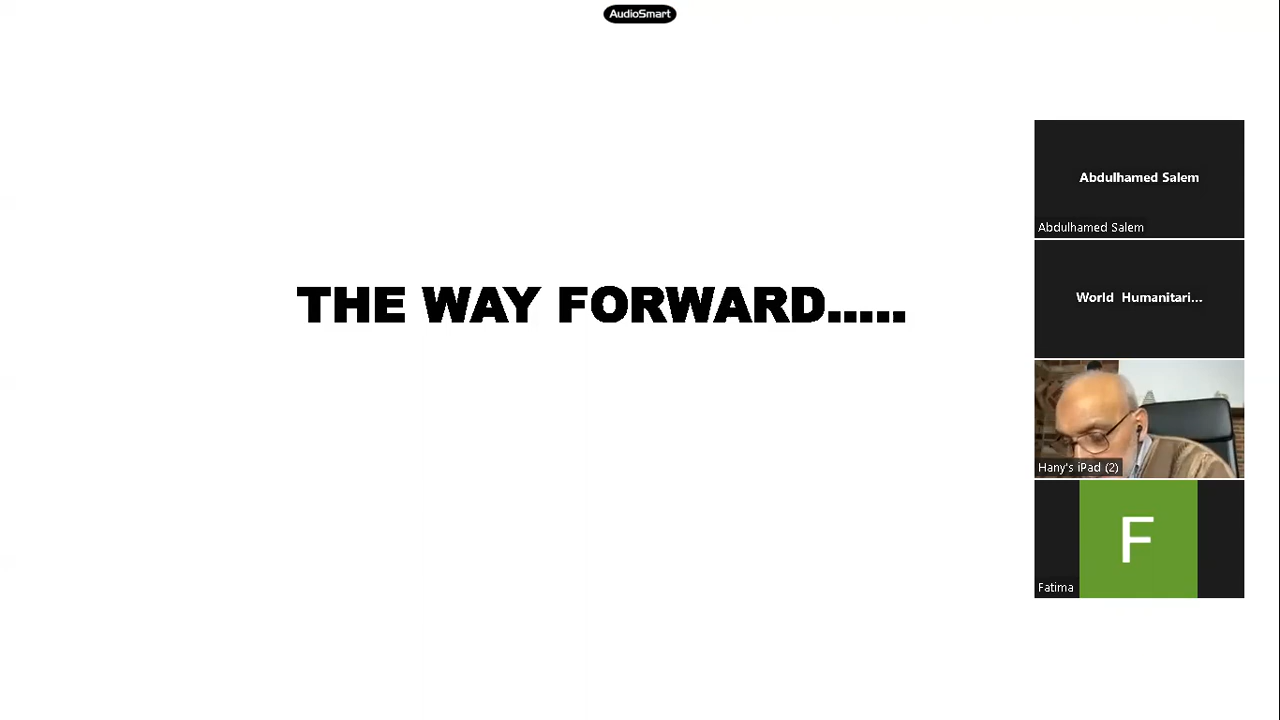 AudioSmart
THE WAY FORWARD.....
Abdulhamed Salem
Abdulhamed Salem
World Humanitari...
Hany's iPad (2)
F
Fatima